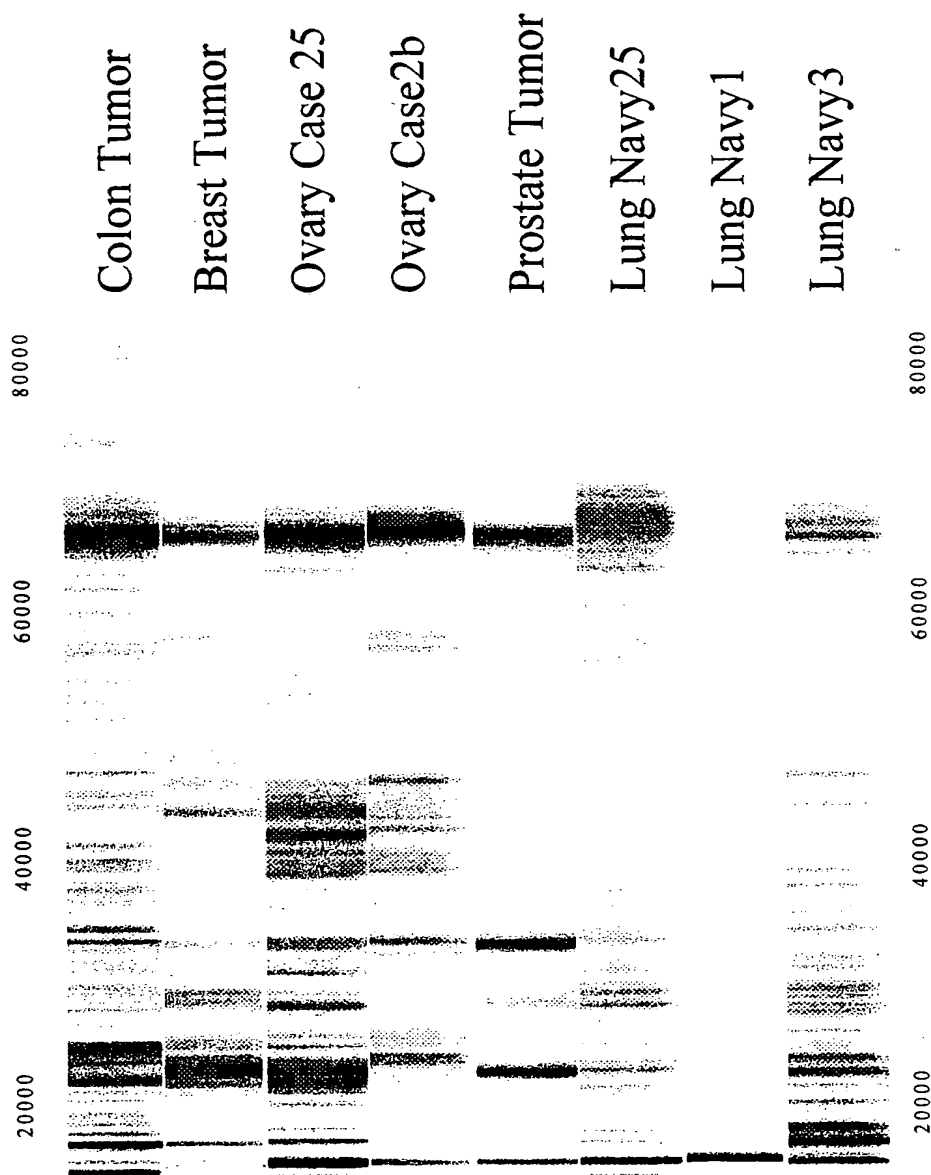 Colon Tumor
Breast Tumor
Ovary Case 25
Ovary Case2b
Prostate Tumor
Lung Navy25
Lung Navy1
Lung Navy3
80000
80000
60000
60000
40000
40000
20000
20000